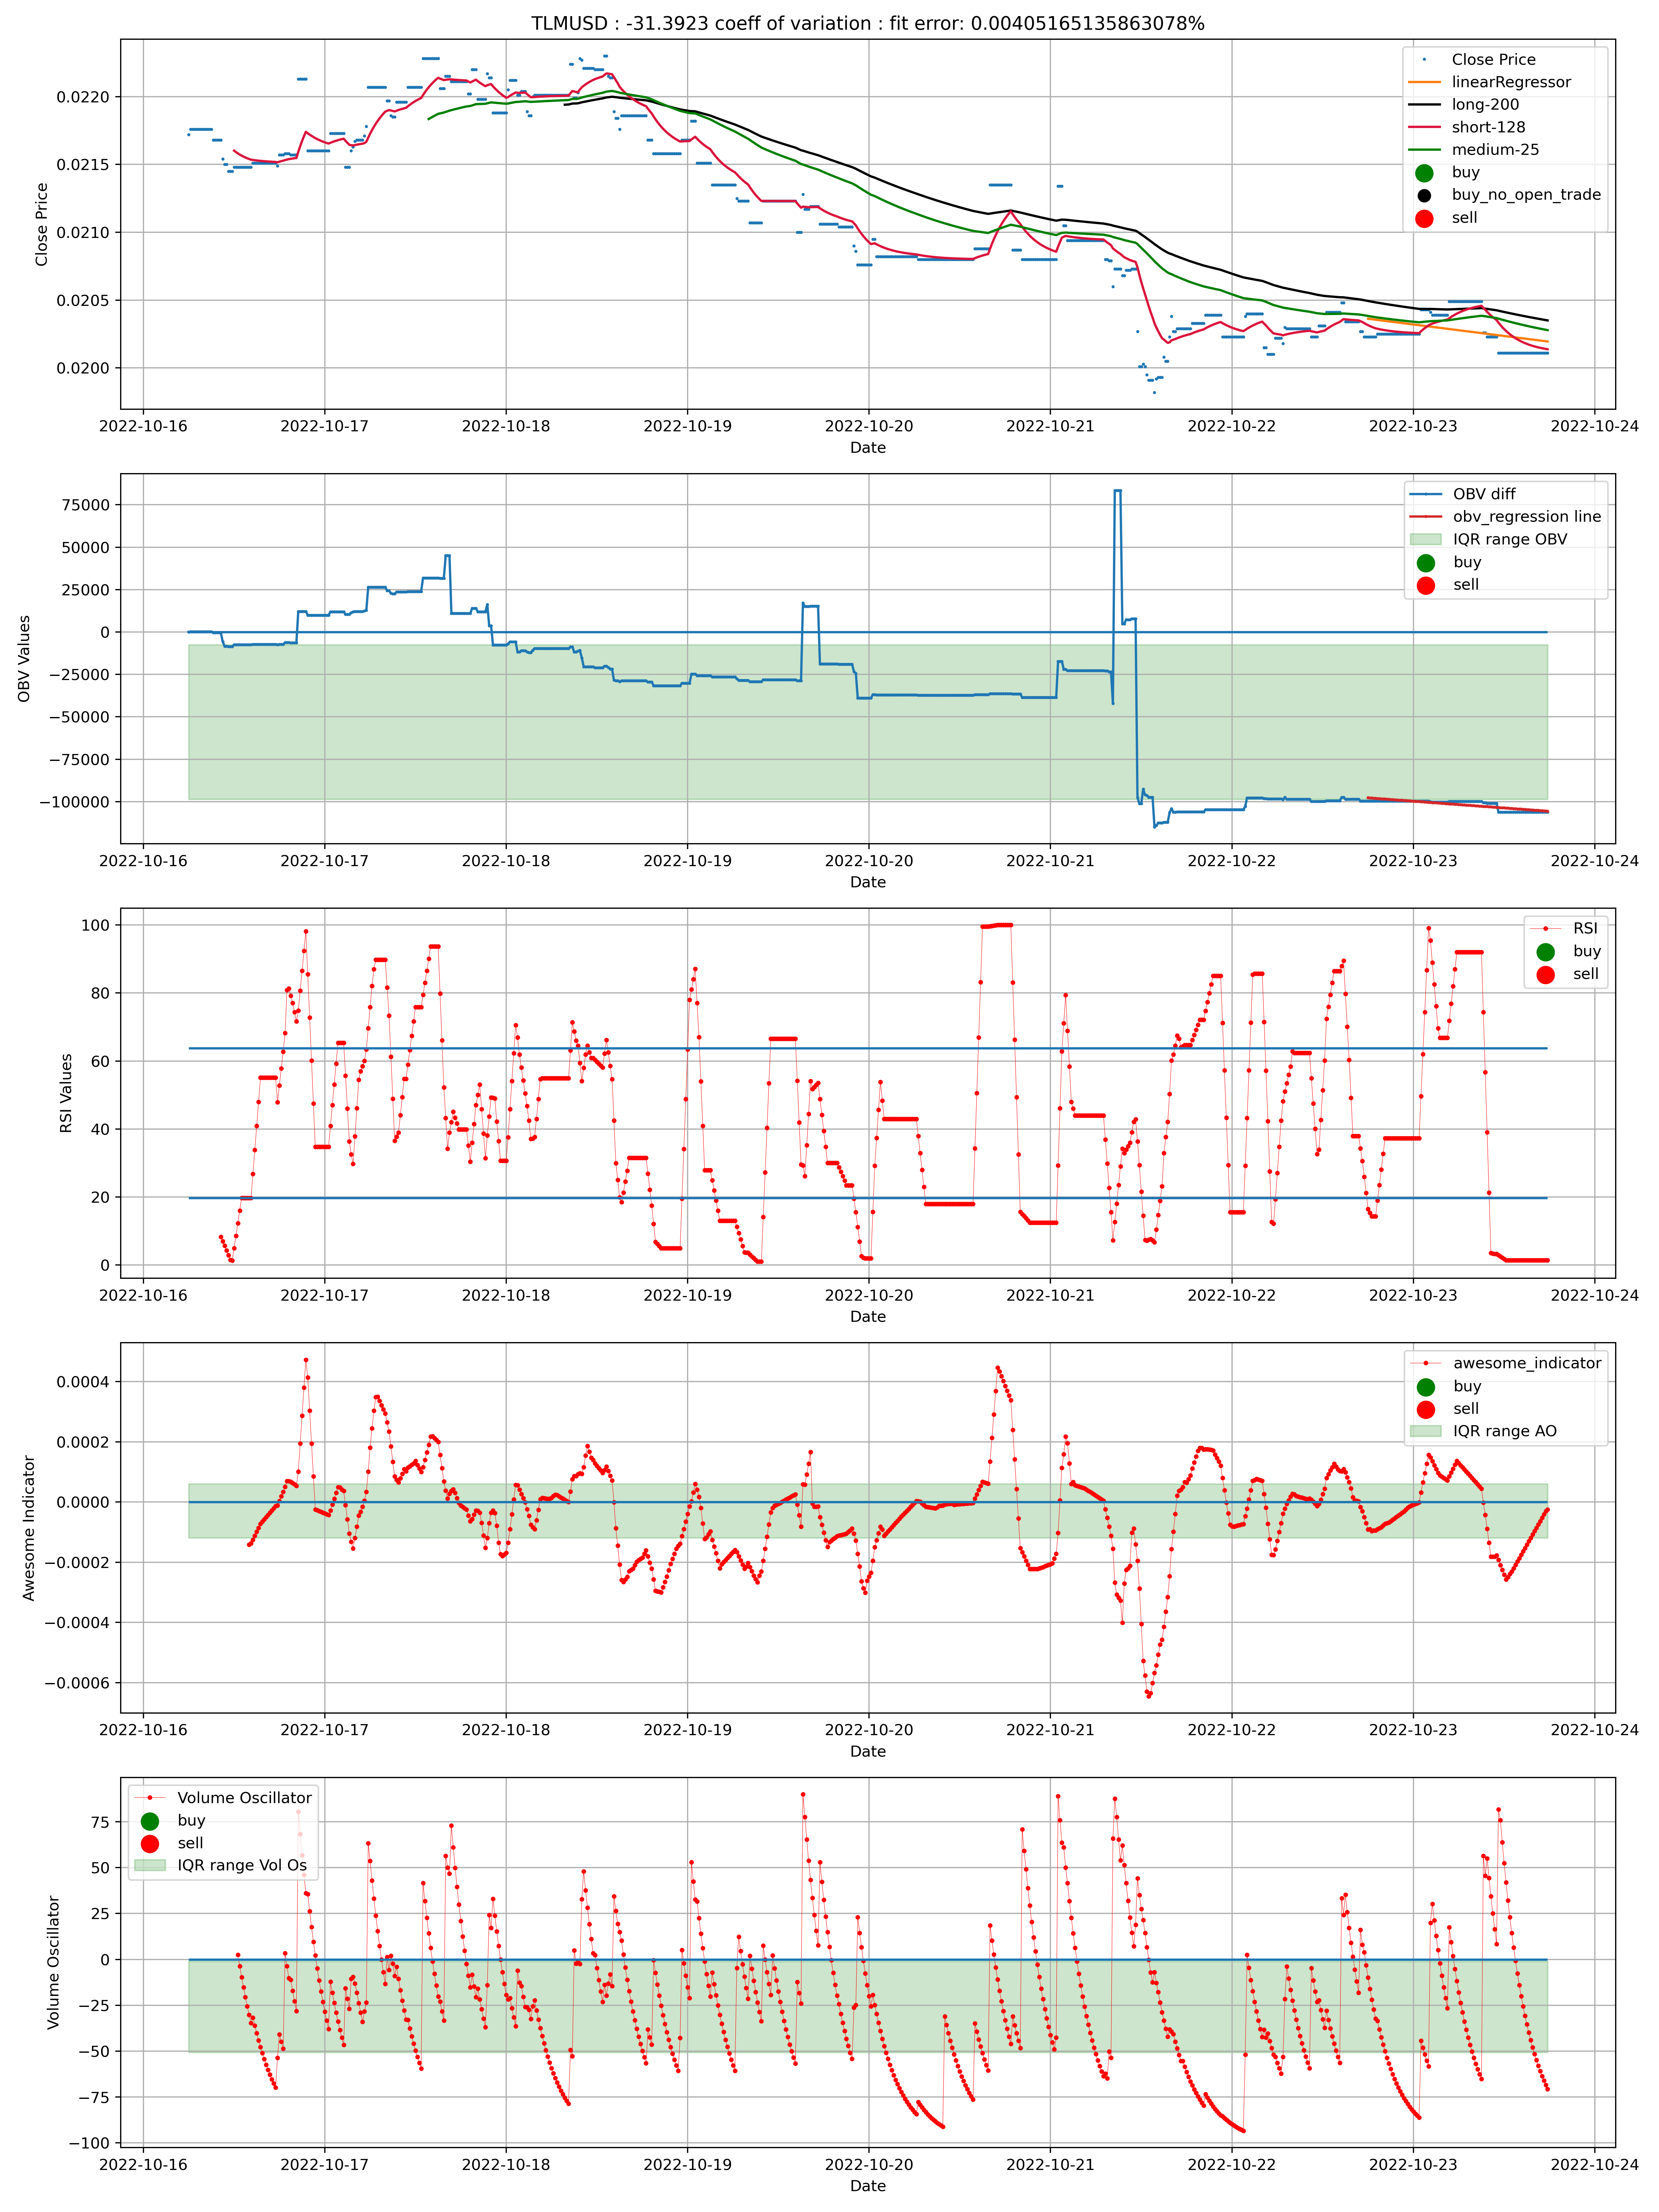 TLMUSD : -31.3923 coeff of variation : fit error: 0.00405165135863078%
Close Price
0.0220
0.0215
0.0210
0.0205
0.0200
Close Price
linearRegressor
long-200
short-128
medium-25
buy
buy_no_open_trade
sell
2022-10-16 2022-10-17 2022-10-18 2022-10-19 2022-10-20 2022-10-21 2022-10-22 2022-10-23 2022-10-24
Date
OBV Values
75000
50000
25000
0
−25000
−50000
−75000
−100000
OBV diff
obv_regression line
IQR range OBV
buy
sell
2022-10-16 2022-10-17 2022-10-18 2022-10-19 2022-10-20 2022-10-21 2022-10-22 2022-10-23 2022-10-24
Date
RSI Values
100
80
60
40
20
0
RSI
buy
sell
2022-10-16 2022-10-17 2022-10-18 2022-10-19 2022-10-20 2022-10-21 2022-10-22 2022-10-23 2022-10-24
Date
Awesome Indicator
0.0004
0.0002
0.0000
−0.0002
−0.0004
−0.0006
awesome_indicator
buy
sell
IQR range AO
2022-10-16 2022-10-17 2022-10-18 2022-10-19 2022-10-20 2022-10-21 2022-10-22 2022-10-23 2022-10-24
Date
Volume Oscillator
75
50
25
0
−25
−50
−75
−100
Volume Oscillator
buy
sell
IQR range Vol Os
2022-10-16 2022-10-17 2022-10-18 2022-10-19 2022-10-20 2022-10-21 2022-10-22 2022-10-23 2022-10-24
Date